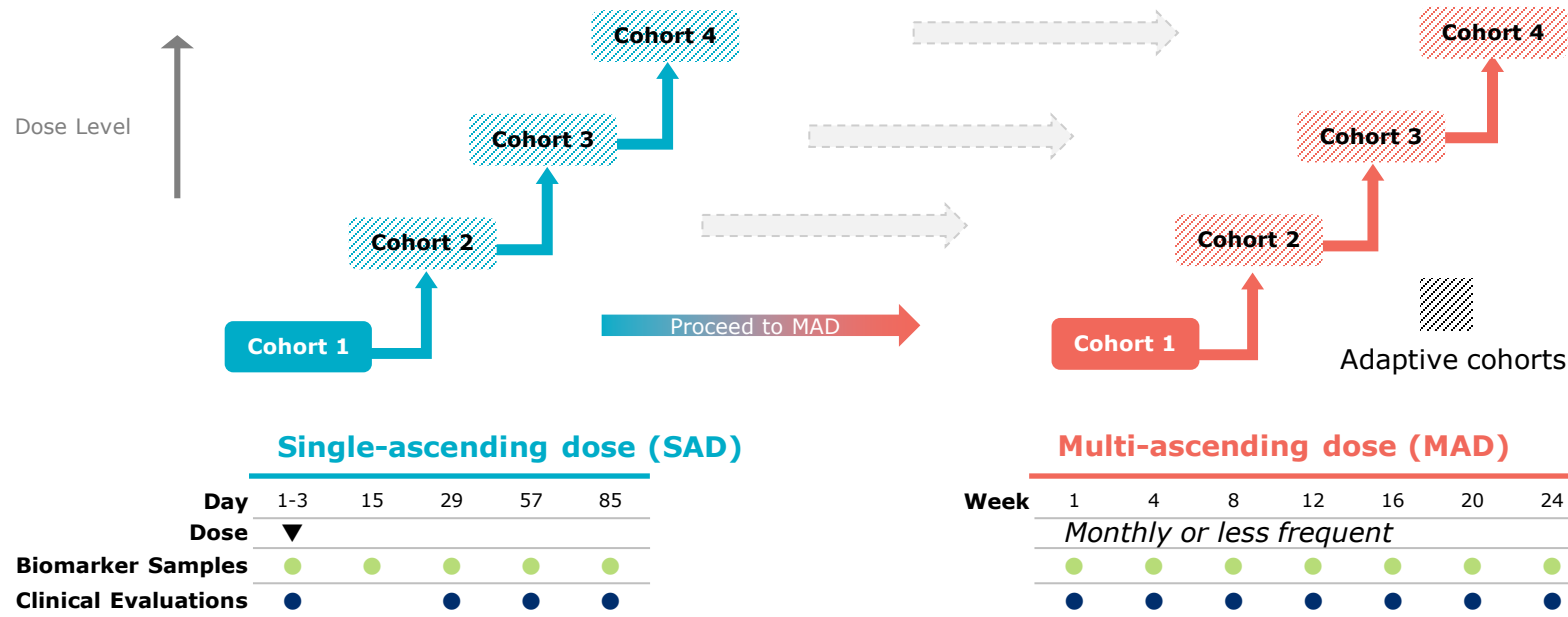 Cohort 4
Cohort 4
Dose Level
Cohort 3
Cohort 3
Cohort 2
Cohort 2
Cohort 1
Proceed to MAD
Cohort 1
Adaptive cohorts
Single-ascending dose (SAD)
Day 1-3 15 29 57 85
Dose
Biomarker Samples
Clinical Evaluations
Multi-ascending dose (MAD)
Week 1 4 8 12 16 20 24
Monthly or less frequent